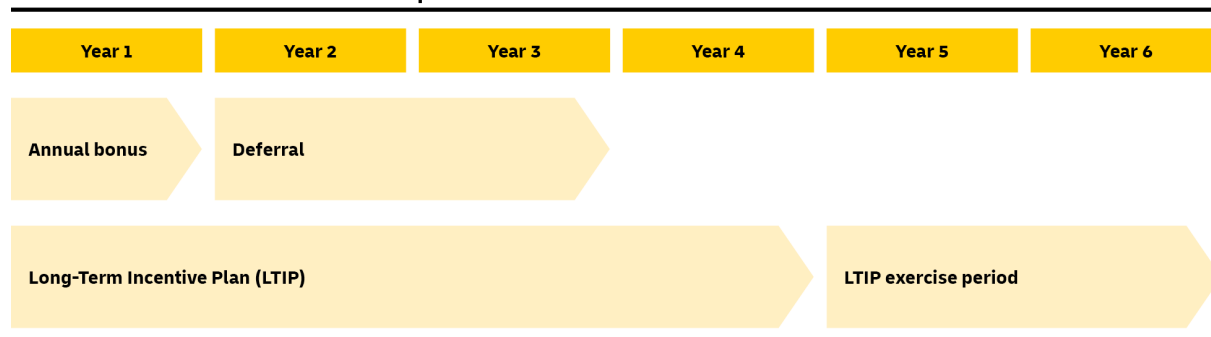 Year 1
Year 2
Year 3
Year 4
Year 5
Year 6
Annual bonus
Deferral
Long-Term Incentive Plan (LTIP)
LTIP exercise period